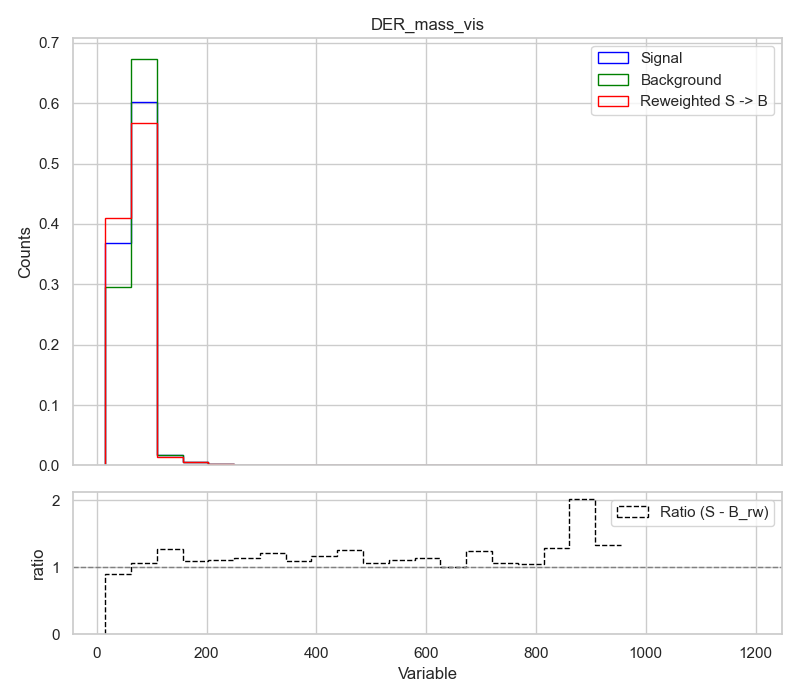 DER_mass_vis
0.7
0.6
0.5
0.4
0.3
0.2
0.1
0.0
Counts
Signal
Background
Reweighted S -> B
2
1
0
ratio
Ratio (S - B_rw)
0 200 400 600 800 1000 1200
Variable